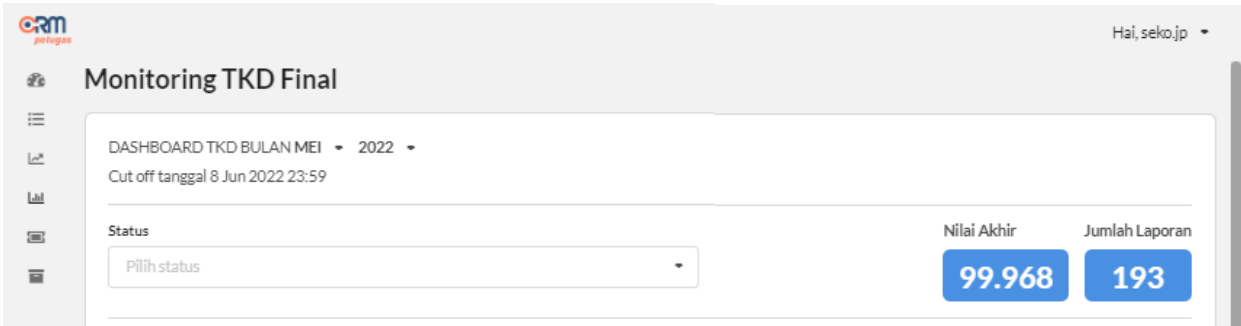 CRM
petugas
Hai, seko.jp
Monitoring TKD Final
DASHBOARD TKD BULAN MEI 2022
Cut off tanggal 8 Jun 2022 23:59
Status
Nilai Akhir
Jumlah Laporan
Pilih status
99.968
193